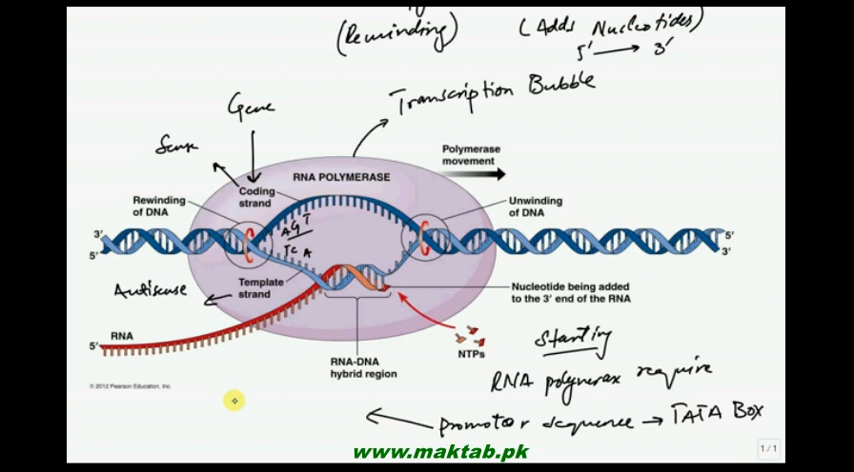 (Reminding)
(Adds Nucleotides)
5' → 3'
Transcription Bubble
Gene
Sense
Polymerase
movement
RNA POLYMERASE
Coding
strand
Rewinding
of DNA
Unwinding
of DNA
3'
5'
5'
3'
AGT
TCA
Template
strand
Antisense
Nucleotide being added
to the 3' end of the RNA
RNA
5'
NTPs
RNA-DNA
hybrid region
Starting
RNA polymerax require
promotor sequence → TATA Box
© 2012 Pearson Education, Inc.
www.maktab.pk
1 / 1